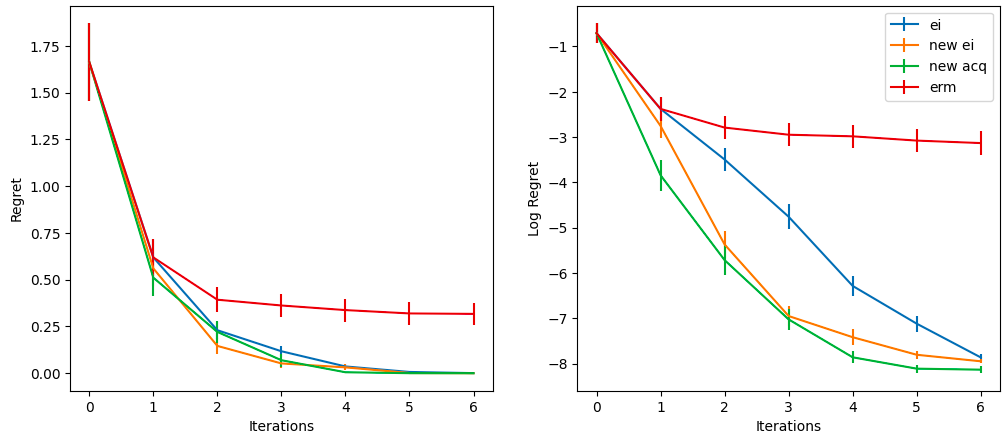 Regret
1.75
1.50
1.25
1.00
0.75
0.50
0.25
0.00
0 1 2 3 4 5 6
Iterations
Log Regret
−1
−2
−3
−4
−5
−6
−7
−8
0 1 2 3 4 5 6
Iterations
ei
new ei
new acq
erm